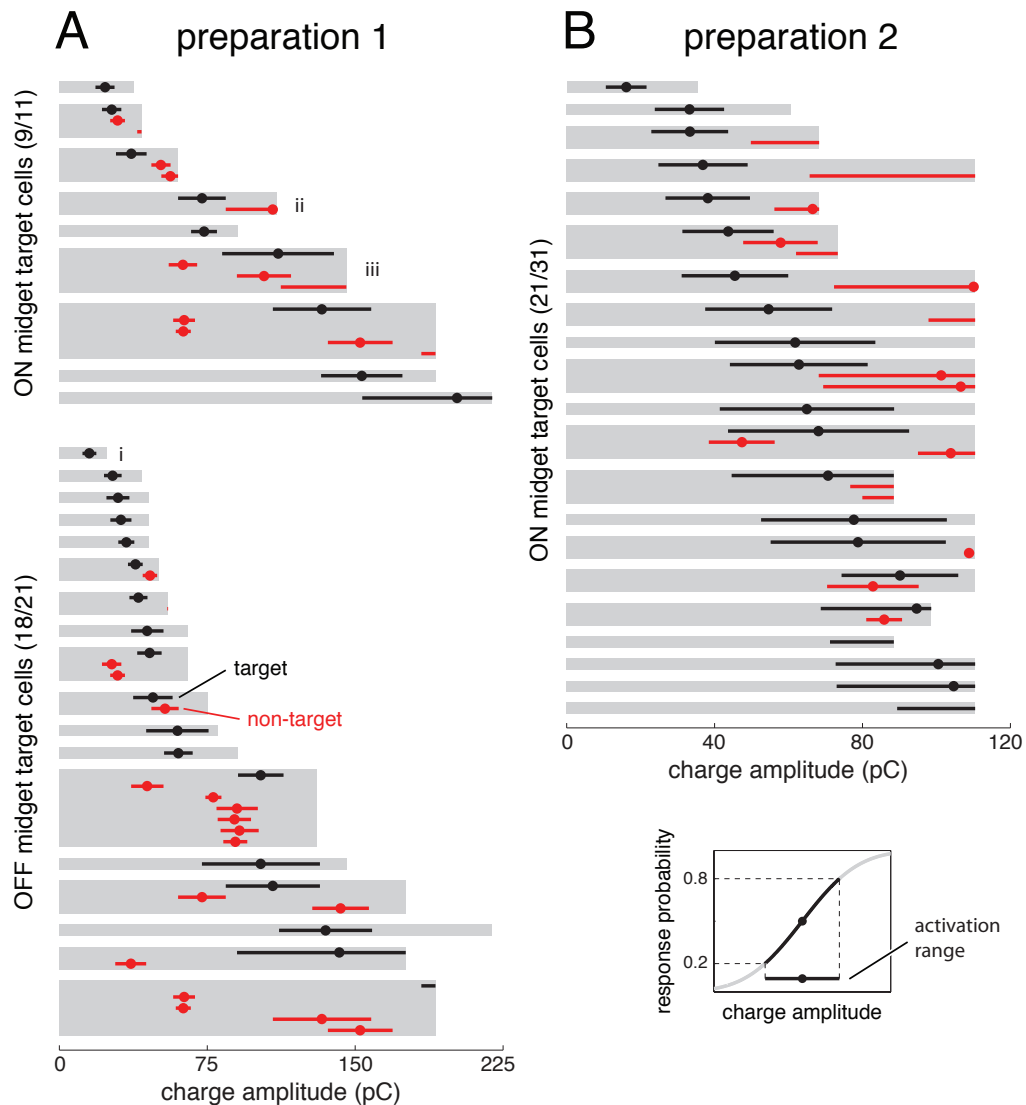 A
preparation 1
B
preparation 2
ON midget target cells (9/11)
ii
iii
OFF midget target cells (18/21)
i
target
non-target
0
75
150
225
charge amplitude (pC)
ON midget target cells (21/31)
0
40
80
120
charge amplitude (pC)
response probability
0.8
0.2
activation
range
charge amplitude